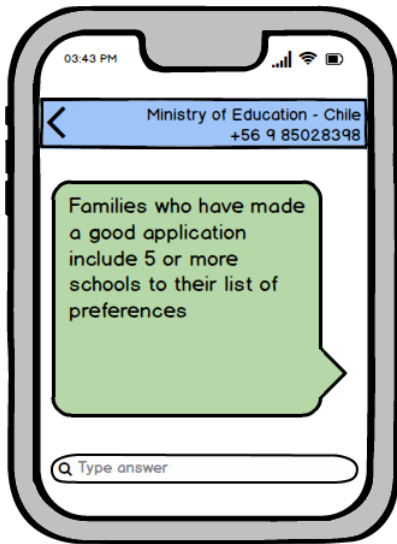 03:43 PM
Ministry of Education - Chile
+56 9 85028398
Families who have made
a good application
include 5 or more
schools to their list of
preferences
Type answer